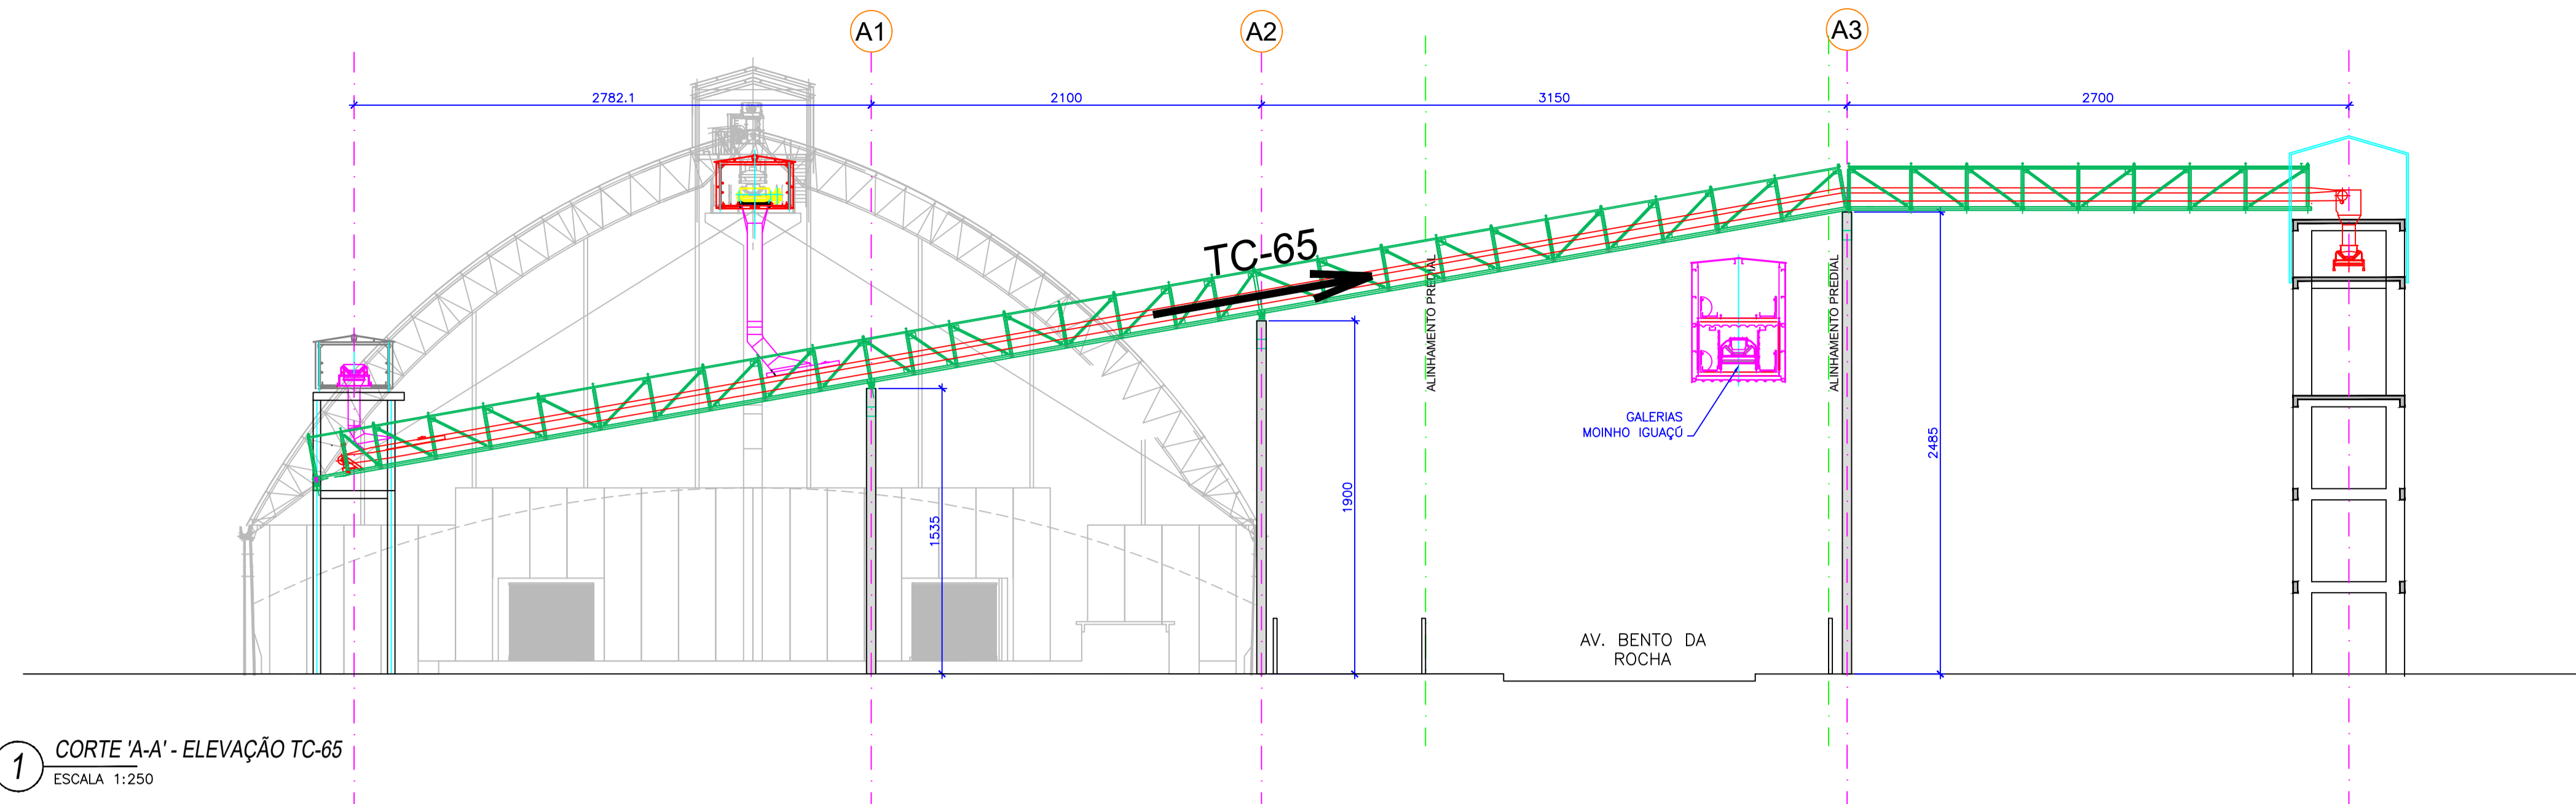 A1
A2
A3
2782.1
2100
3150
2700
TC-65
ALINHAMENTO PREDIAL
ALINHAMENTO PREDIAL
GALERIAS
MOINHO IGUAÇÚ
1535
1900
2485
AV. BENTO DA
ROCHA
1
CORTE 'A-A' - ELEVAÇÃO TC-65
ESCALA 1:250